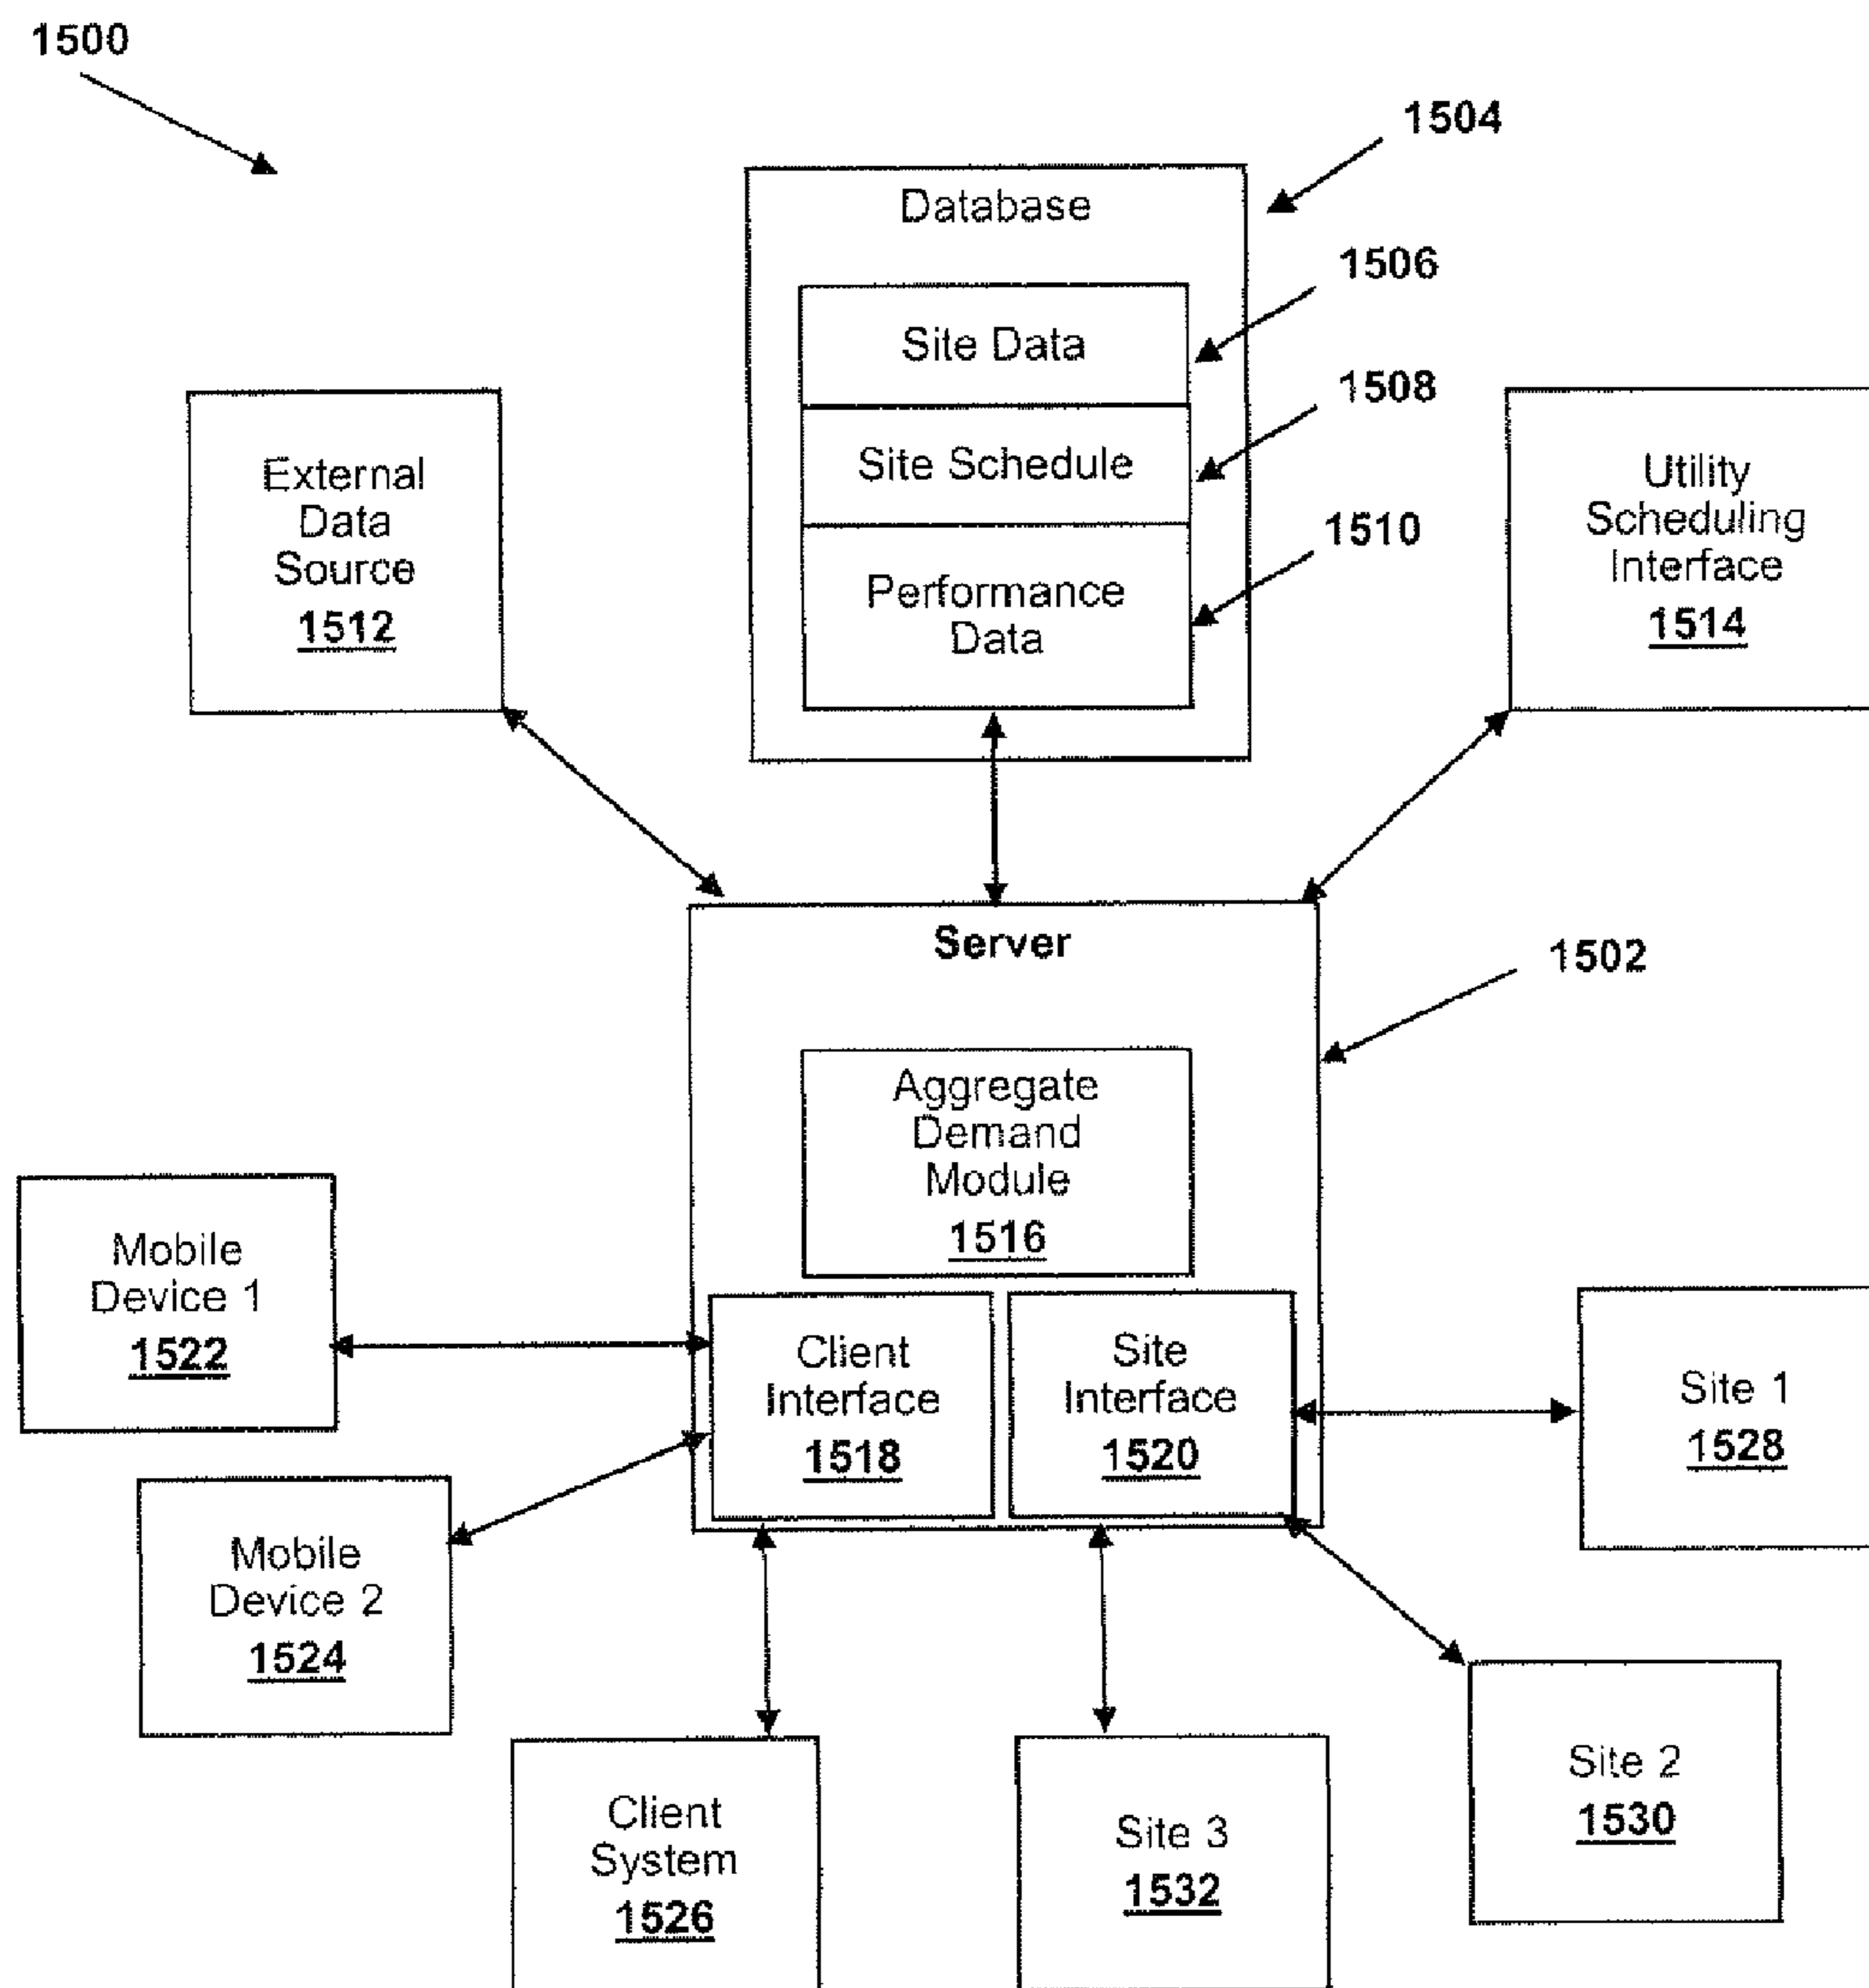 1500
1504
Database
1506
Site Data
1508
Site Schedule
1510
Performance
Data
External
Data
Source
1512
Utility
Scheduling
Interface
1514
Server
1502
Aggregate
Demand
Module
1516
Mobile
Device 1
1522
Client
Interface
1518
Site
Interface
1520
Site 1
1528
Mobile
Device 2
1524
Client
System
1526
Site 3
1532
Site 2
1530